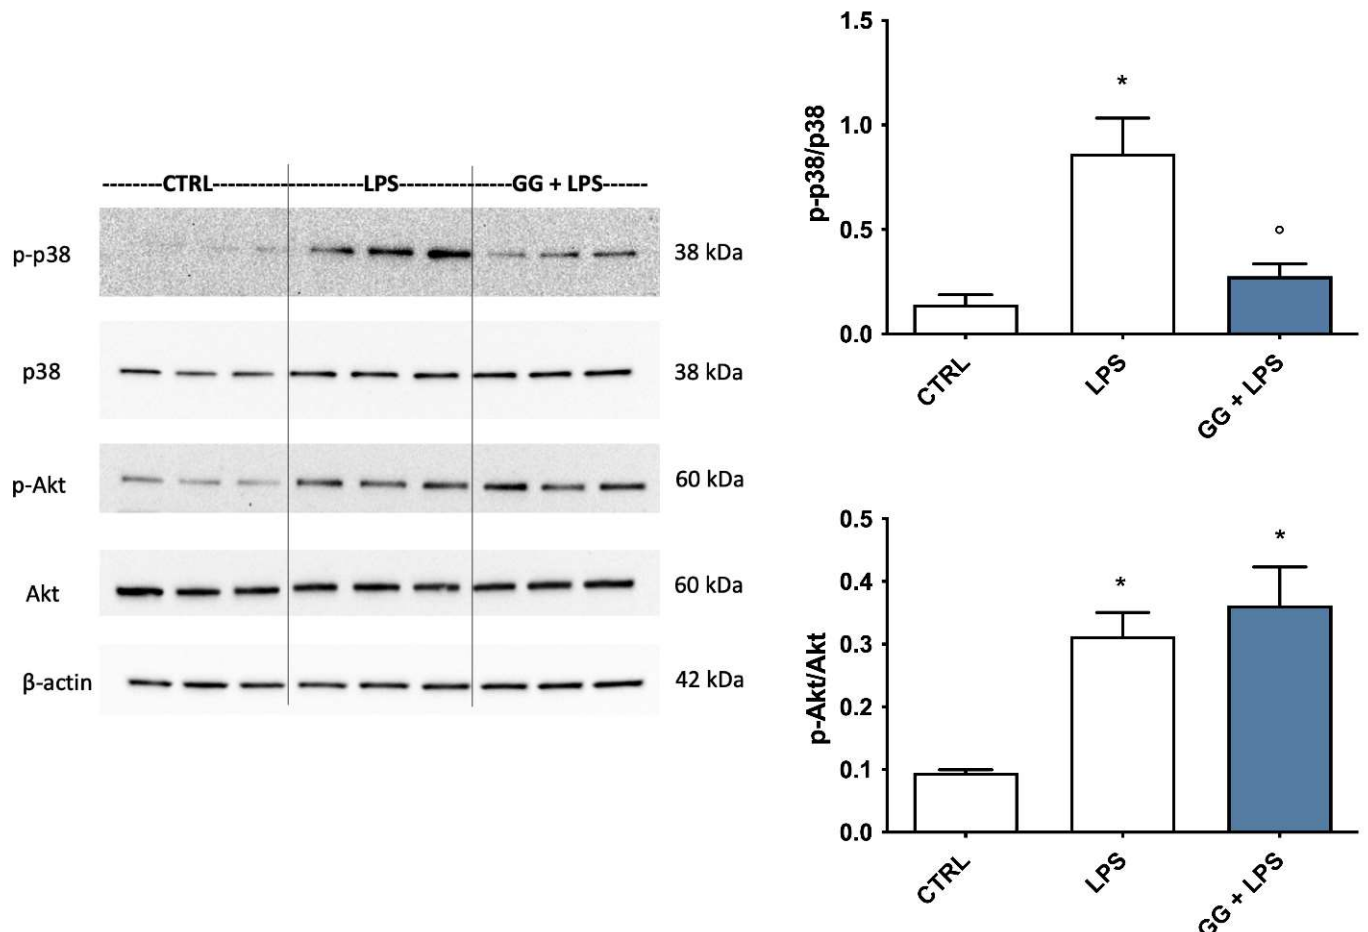 --------CTRL---------------------LPS----------------GG + LPS------
p-p38 38 kDa
p38 38 kDa
p-Akt 60 kDa
Akt 60 kDa
β-actin 42 kDa
p-p38/p38
1.5
1.0
0.5
0.0
*
°
CTRL
LPS
GG + LPS
p-Akt/Akt
0.5
0.4
0.3
0.2
0.1
0.0
*
*
CTRL
LPS
GG + LPS